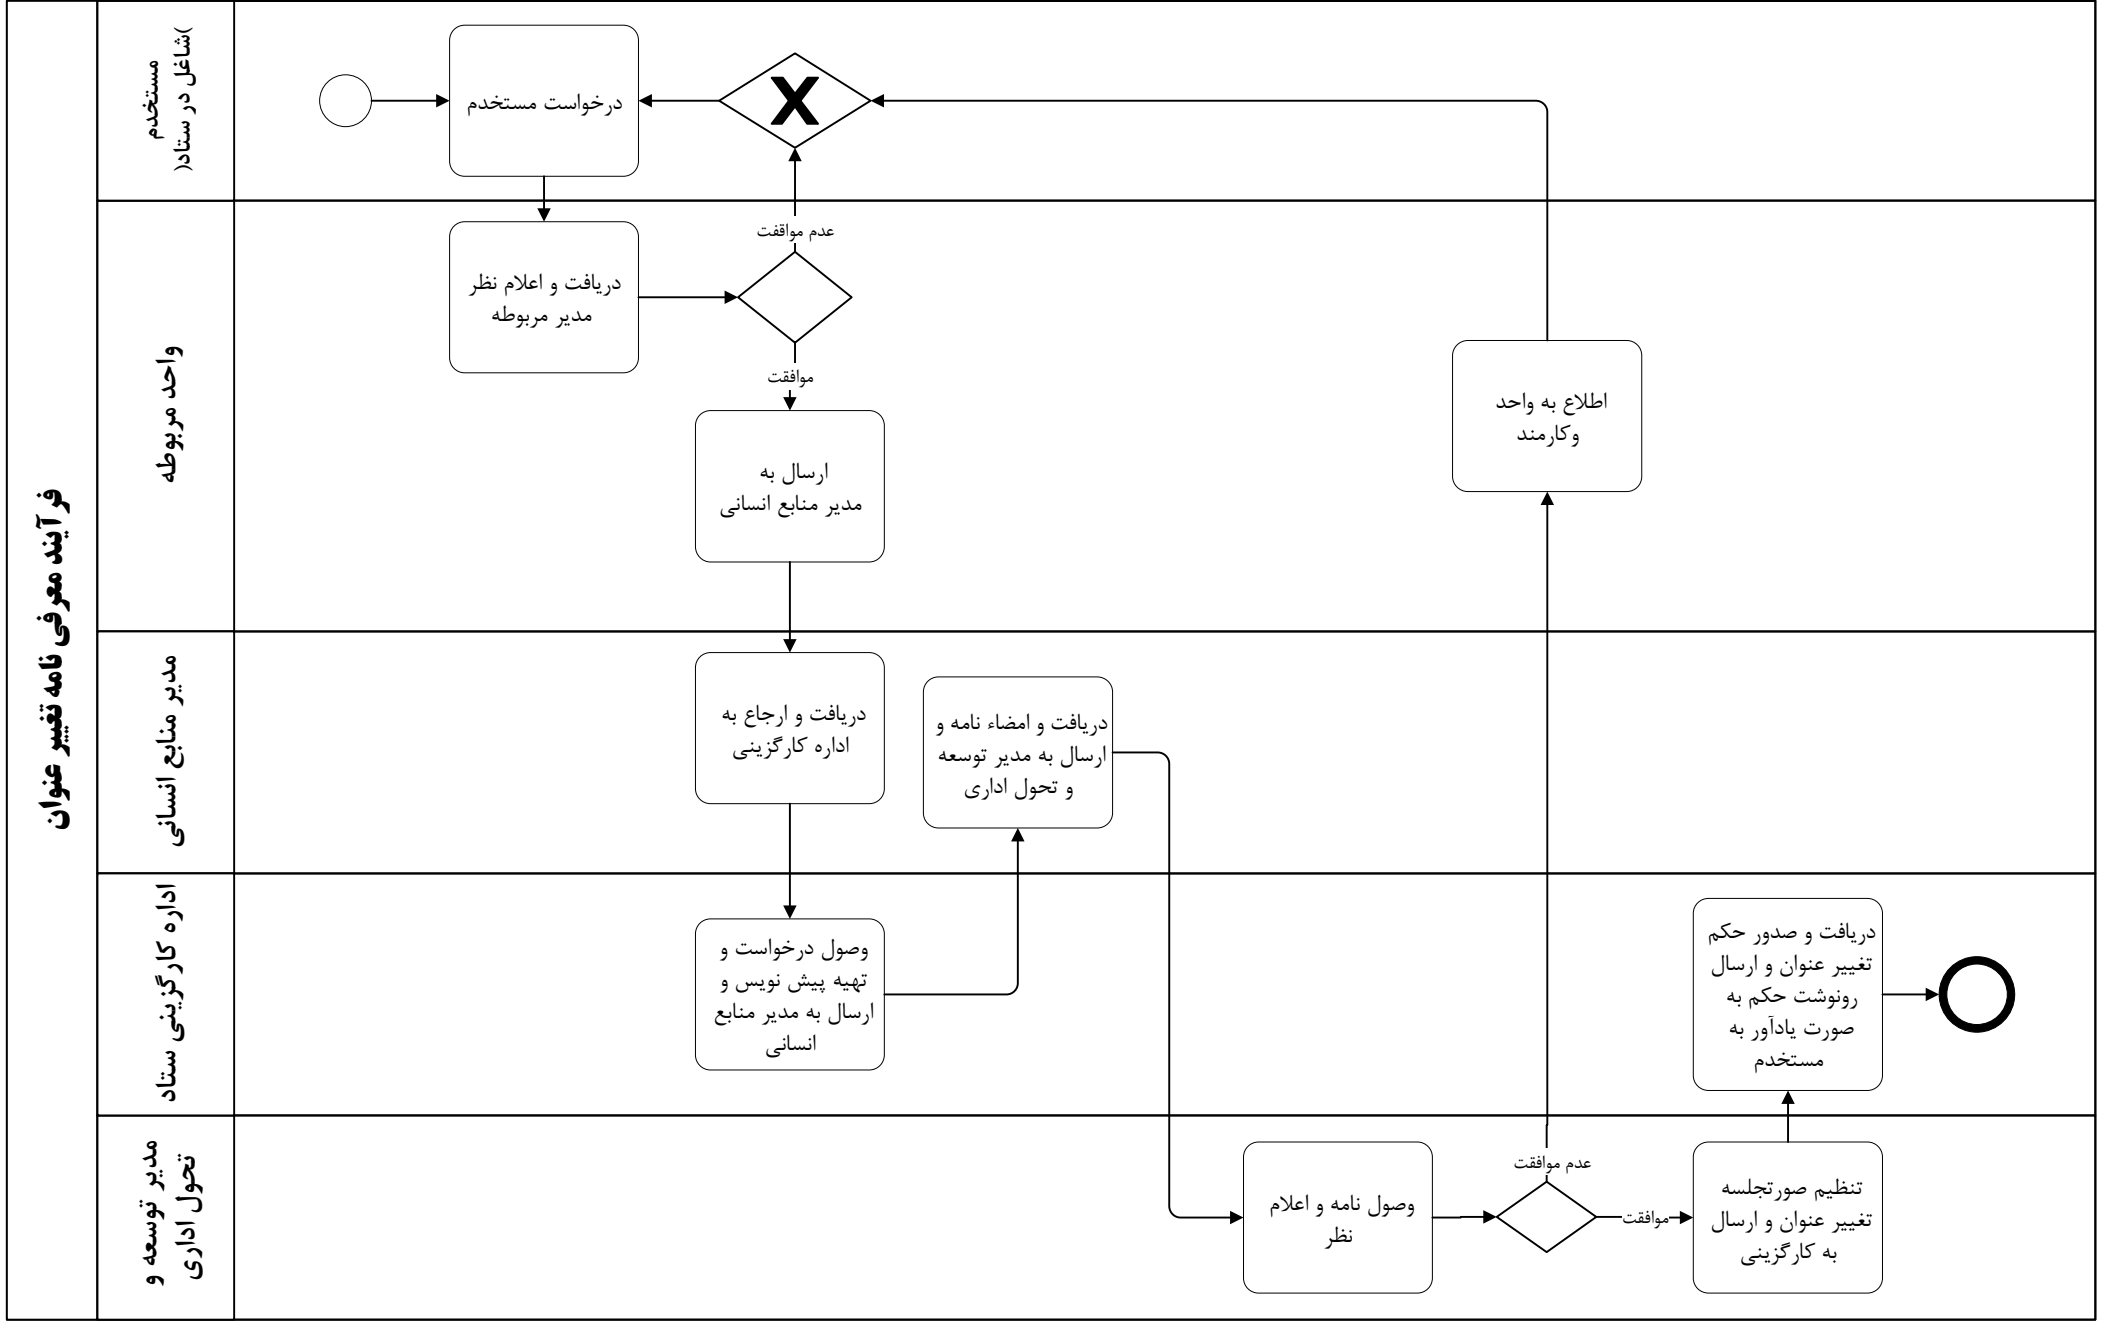 فرآیند معرفی نامه تغییر عنوان
مستخدم
)شاغل در ستاد(
درخواست مستخدم
X
واحد مربوطه
دریافت و اعلام نظر
مدیر مربوطه
عدم مواقفت
موافقت
ارسال به
مدیر منابع انسانی
اطلاع به واحد
وکارمند
مدیر منابع انسانی
دریافت و ارجاع به
اداره کارگزینی
دریافت و امضاء نامه و
ارسال به مدیر توسعه
و تحول اداری
اداره کارگزینی ستاد
وصول درخواست و
تهیه پیش نویس و
ارسال به مدیر منابع
انسانی
دریافت و صدور حکم
تغییر عنوان و ارسال
رونوشت حکم به
صورت یادآور به
مستخدم
مدیر توسعه و
تحول اداری
وصول نامه و اعلام
نظر
عدم موافقت
موافقت
تنظیم صورتجلسه
تغییر عنوان و ارسال
به کارگزینی